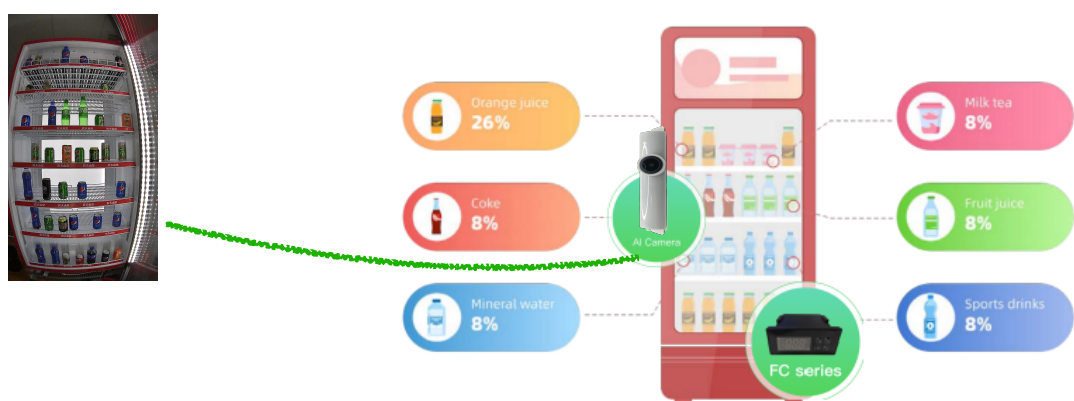 Orange juice
26%
Coke
8%
Mineral water
8%
AI Camera
FC series
Milk tea
8%
Fruit juice
8%
Sports drinks
8%